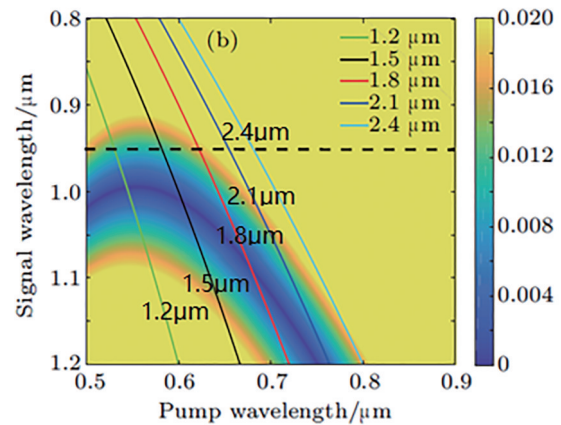 0.8
0.9
1.0
1.1
1.2
Signal wavelength/μm
(b)
1.2 μm
1.5 μm
1.8 μm
2.1 μm
2.4 μm
2.4μm
2.1μm
1.8μm
1.5μm
1.2μm
0.5 0.6 0.7 0.8 0.9
Pump wavelength/μm
0.020
0.016
0.012
0.008
0.004
0